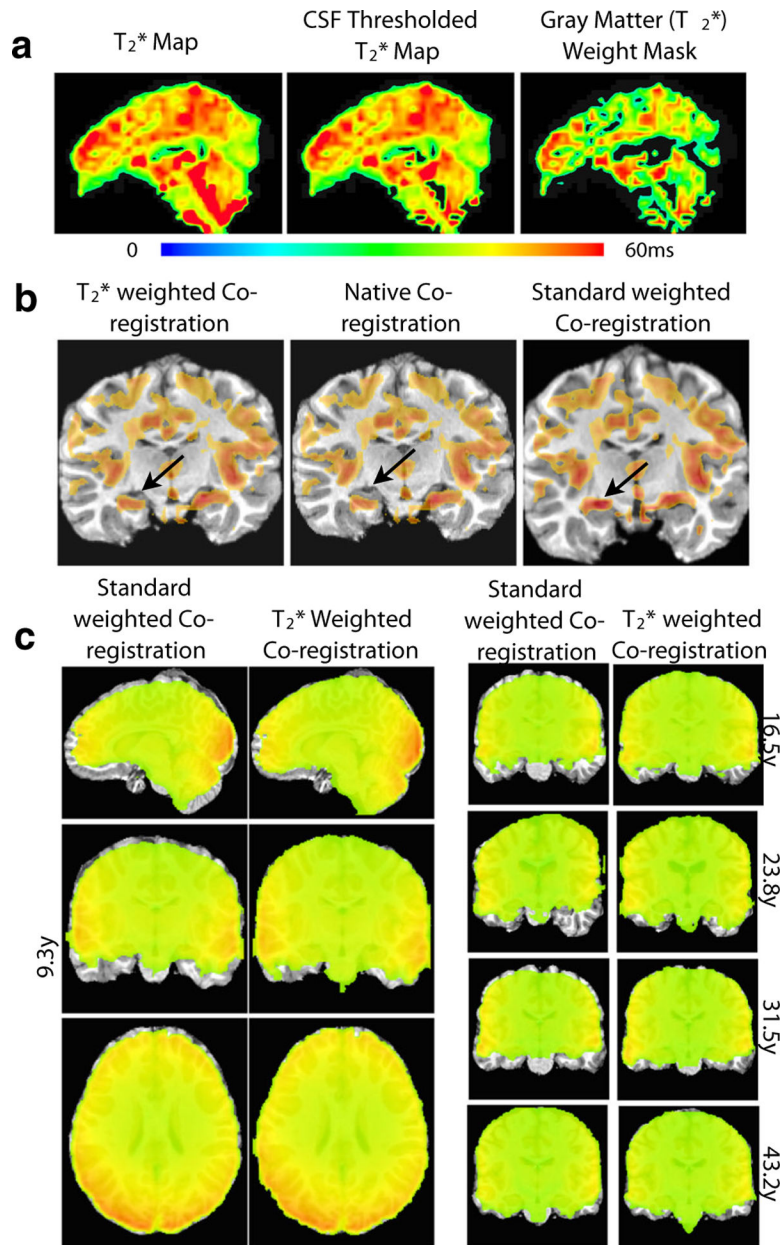 a
T2* Map
CSF Thresholded
T2* Map
Gray Matter (T 2*)
Weight Mask
0
60ms
b
T2* weighted Co-
registration
Native Co-
registration
Standard weighted
Co-registration
c
Standard
weighted Co-
registration
T2* Weighted
Co-registration
9.3y
Standard
weighted Co-
registration
T2* weighted
Co-registration
16.5y
23.8y
31.5y
43.2y